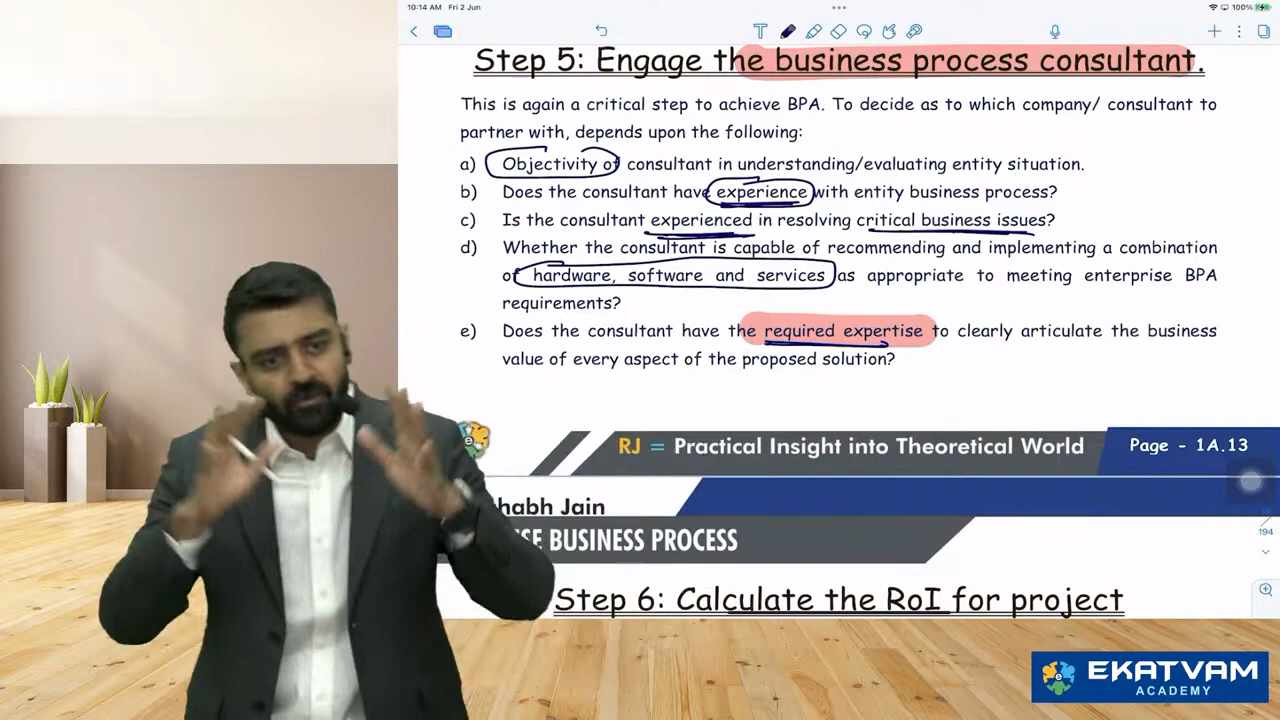 10:14 AM Fri 2 Jun
100%
Step 5: Engage the business process consultant.
This is again a critical step to achieve BPA. To decide as to which company/ consultant to
partner with, depends upon the following:
a) Objectivity of consultant in understanding/evaluating entity situation.
b) Does the consultant have experience with entity business process?
c) Is the consultant experienced in resolving critical business issues?
d) Whether the consultant is capable of recommending and implementing a combination
of hardware, software and services as appropriate to meeting enterprise BPA
requirements?
e) Does the consultant have the required expertise to clearly articulate the business
value of every aspect of the proposed solution?
RJ = Practical Insight into Theoretical World
Page - 1A.13
habh Jain
194
SE BUSINESS PROCESS
Step 6: Calculate the RoI for project
EKATVAM
ACADEMY